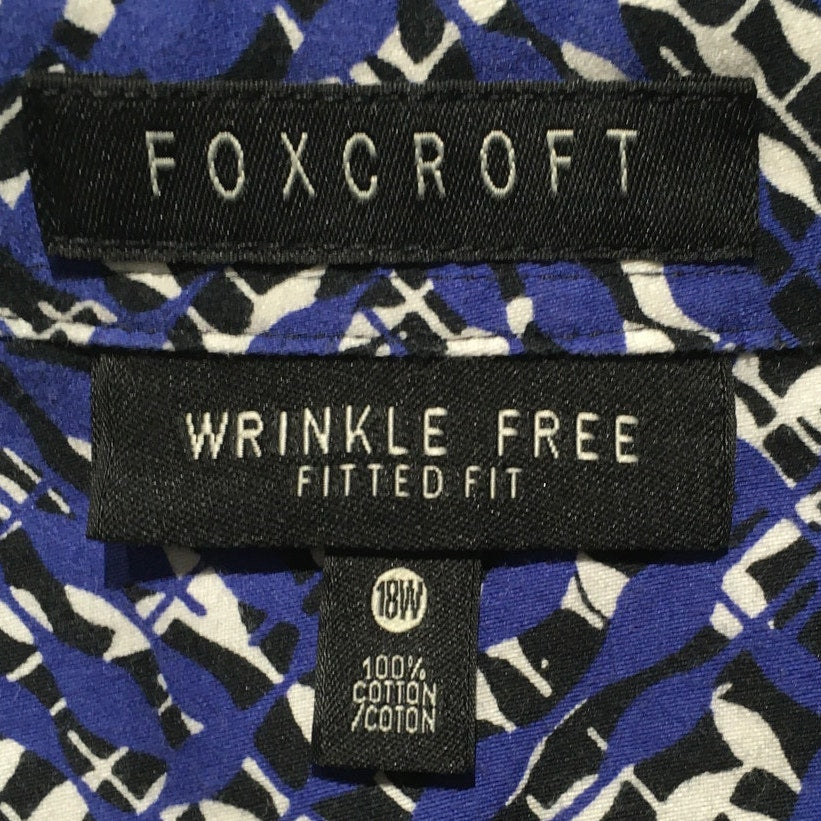 FOXCROFT
WRINKLE FREE
FITTED FIT
18W
100%
COTTON
/COTON